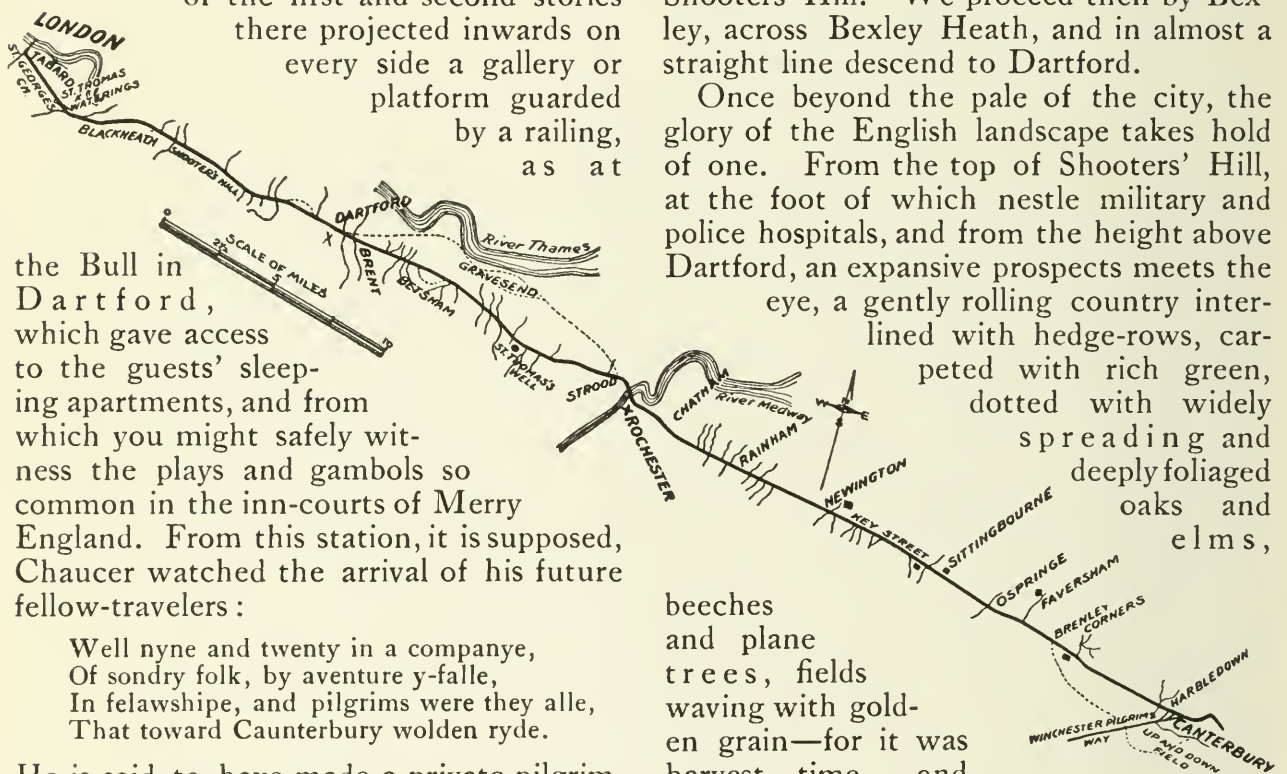 of the first and second stories
there projected inwards on
every side a gallery or
platform guarded
by a railing,
as at
the Bull in
Dartford,
which gave access
to the guests' sleep-
ing apartments, and from
which you might safely wit-
ness the plays and gambols so
common in the inn-courts of Merry
England. From this station, it is supposed,
Chaucer watched the arrival of his future
fellow-travelers :
Well nyne and twenty in a companye,
Of sondry folk, by aventure y-falle,
In felawshipe, and pilgrims were they alle,
That toward Caunterbury wolden ryde.
He is said to have made a private pilgrim-
Shooters' Hill. We proceed then by Bex-
ley, across Bexley Heath, and in almost a
straight line descend to Dartford.
Once beyond the pale of the city, the
glory of the English landscape takes hold
of one. From the top of Shooters' Hill,
at the foot of which nestle military and
police hospitals, and from the height above
Dartford, an expansive prospects meets the
eye, a gently rolling country inter-
lined with hedge-rows, car-
peted with rich green,
dotted with widely
spreading and
deeply foliaged
oaks and
elms,
beeches
and plane
trees, fields
waving with gold-
en grain—for it was
harvest time and
LONDON
TABARD
ST. GEORGES
CH.
ST. THOMAS
WATERINGS
BLACKHEATH
SHOOTER'S HILL
DARTFORD
X
BRENT
River Thames
GRAVESEND
BETSHAM
SCALE OF MILES
0
2½
5
10
ST. THOMAS'S
WELL
STROOD
X ROCHESTER
CHATHAM
River Medway
RAINHAM
N
W E
S
NEWINGTON
KEY STREET
SITTINGBOURNE
OSPRINGE
FAVERSHAM
BRENLEY
CORNERS
HARBLEDOWN
WINCHESTER PILGRIMS
WAY
CANTERBURY
UP AND DOWN
FIELD